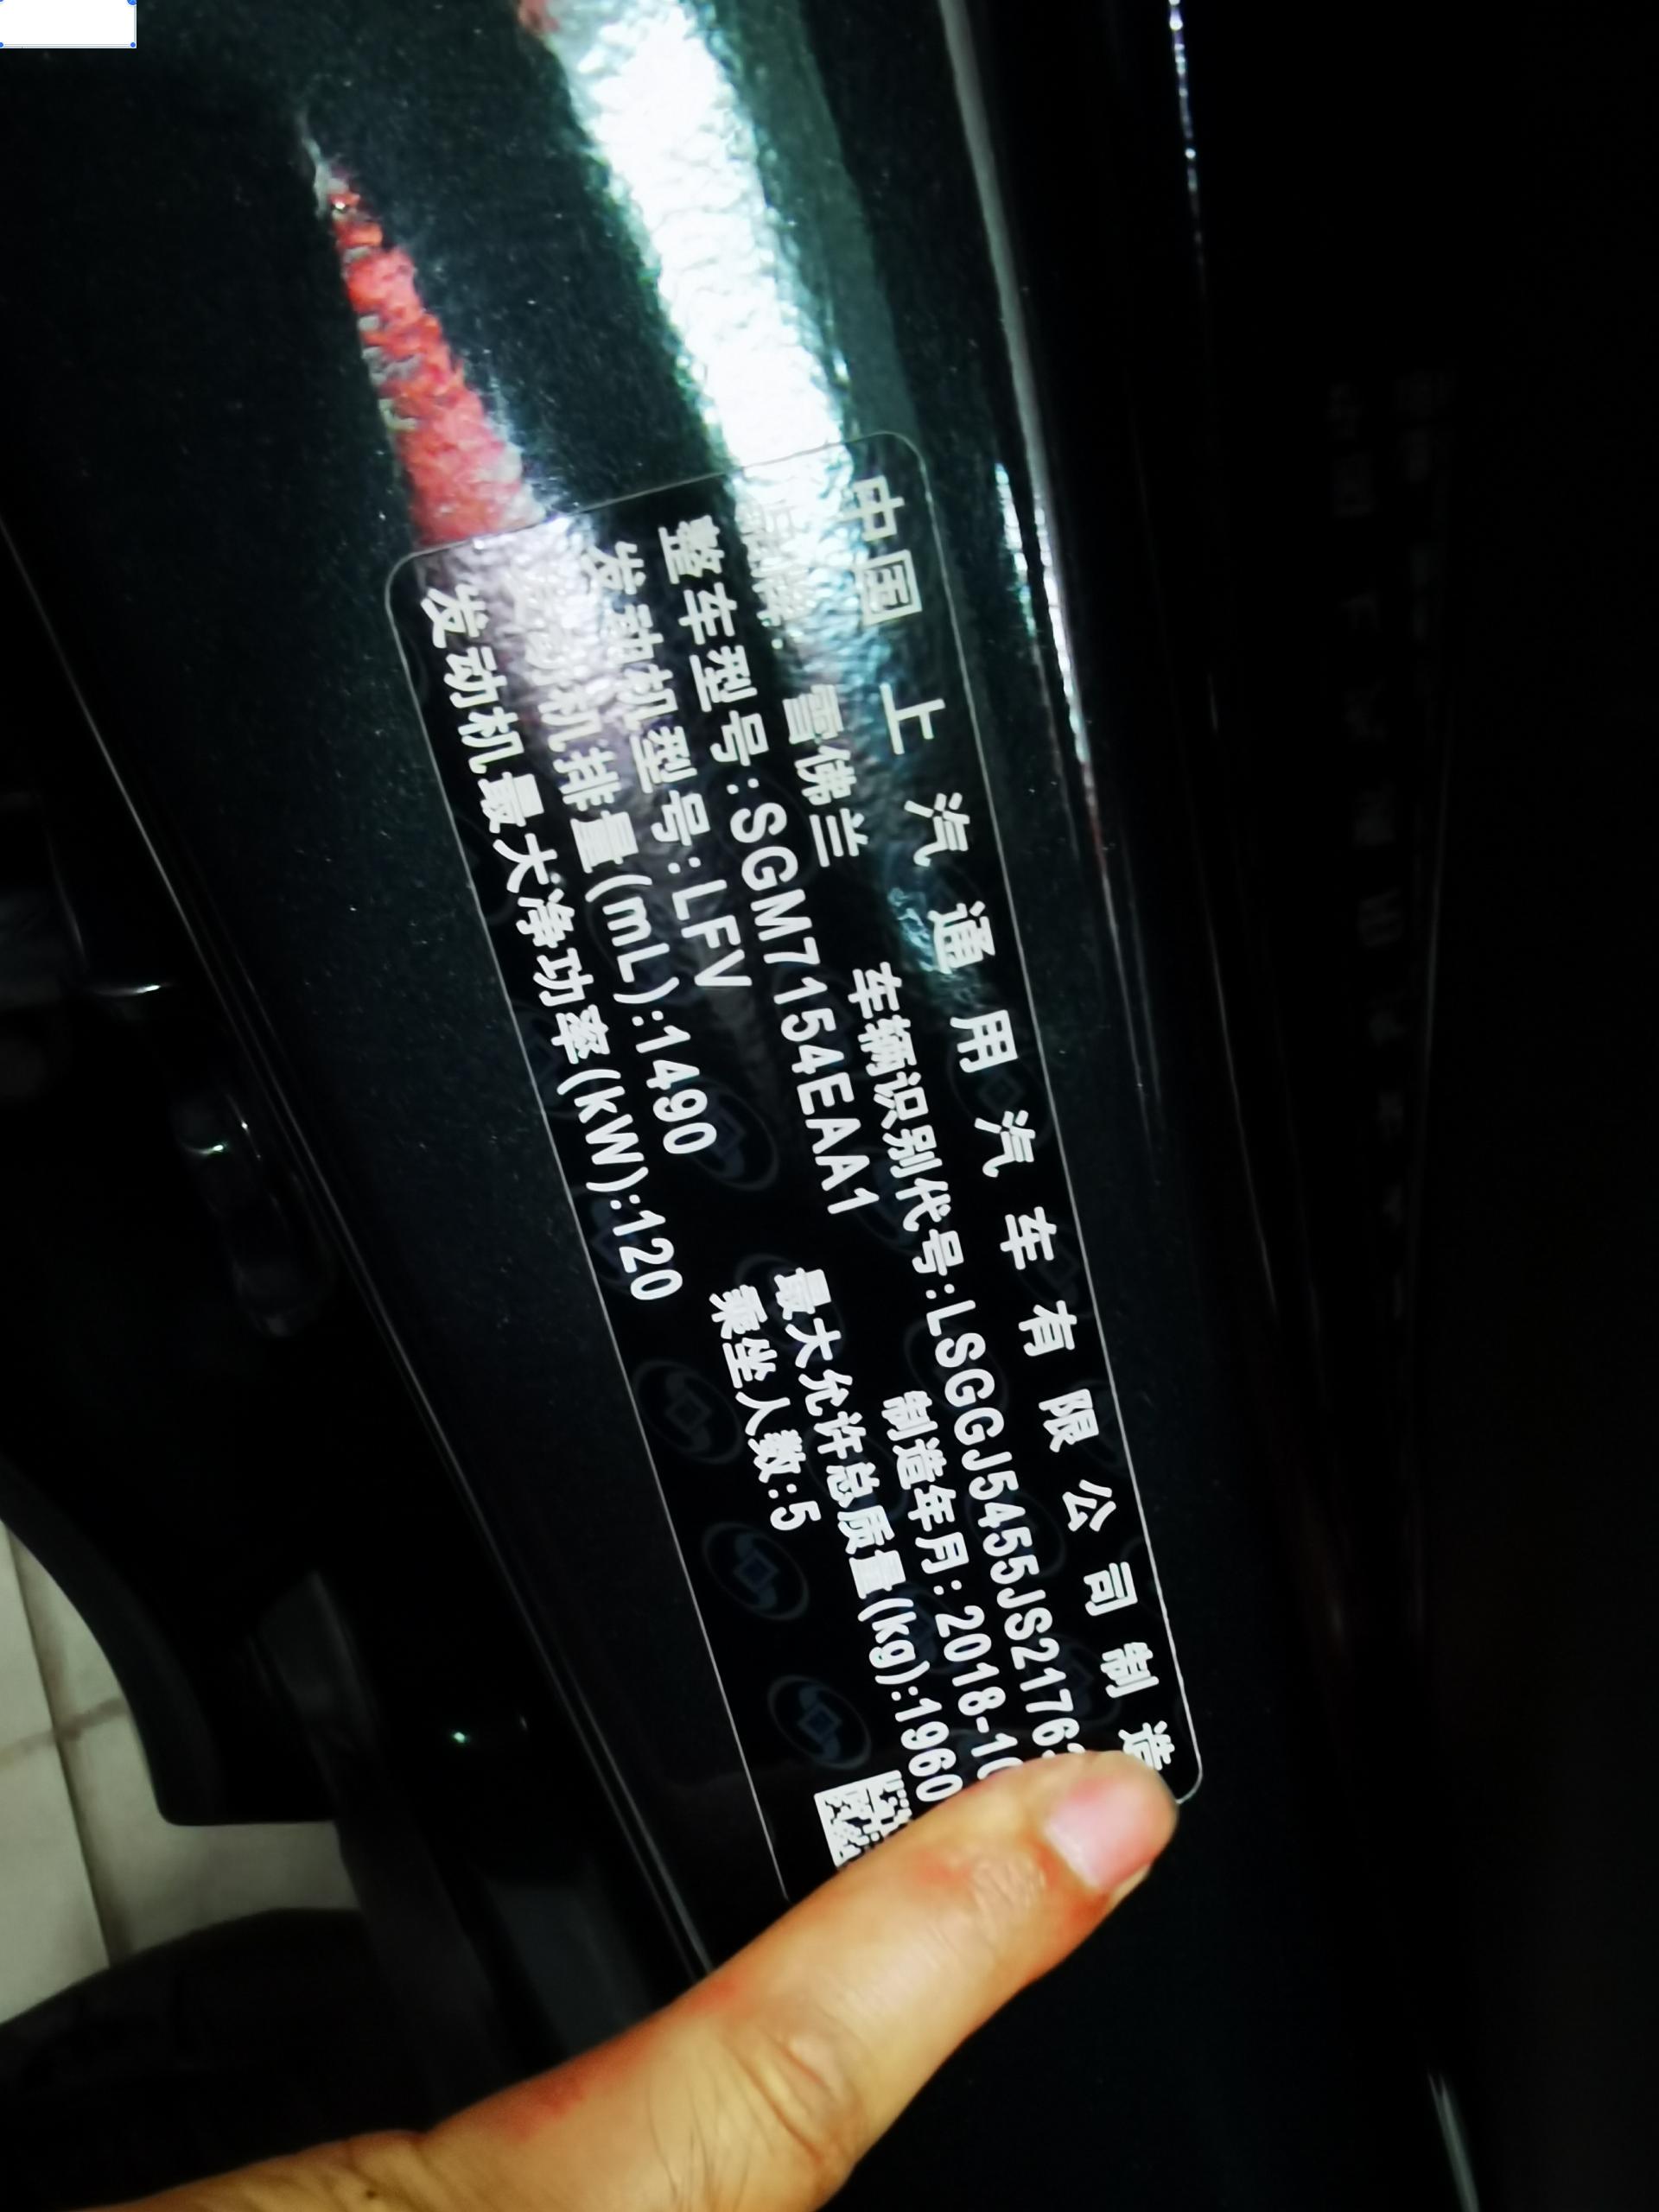 中国 上汽通用汽车有限公司制造
品牌:雪佛兰 车辆识别代号:LSGGJ5455JS2176
整车型号:SGM7154EAA1 制造年月:2018-10
发动机型号:LFV 最大允许总质量(kg):1960
发动机排量(mL):1490 乘坐人数:5
发动机最大净功率(kW):120